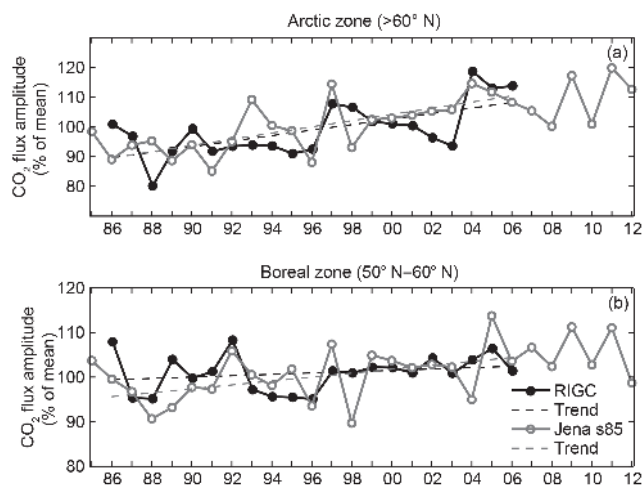 Arctic zone (>60° N)
(a)
CO2 flux amplitude
(% of mean)
120
110
100
90
80
86 88 90 92 94 96 98 00 02 04 06 08 10 12
Boreal zone (50° N–60° N)
(b)
CO2 flux amplitude
(% of mean)
120
110
100
90
80
RIGC
Trend
Jena s85
Trend
86 88 90 92 94 96 98 00 02 04 06 08 10 12